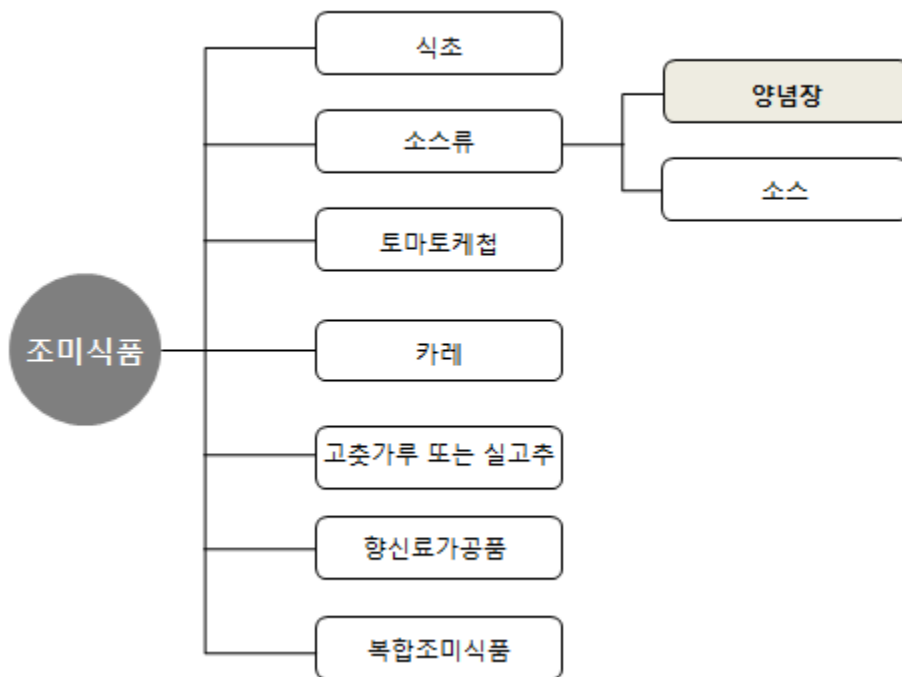 식초
양념장
소스류
소스
토마토케첩
조미식품
카레
고춧가루 또는 실고추
향신료가공품
복합조미식품